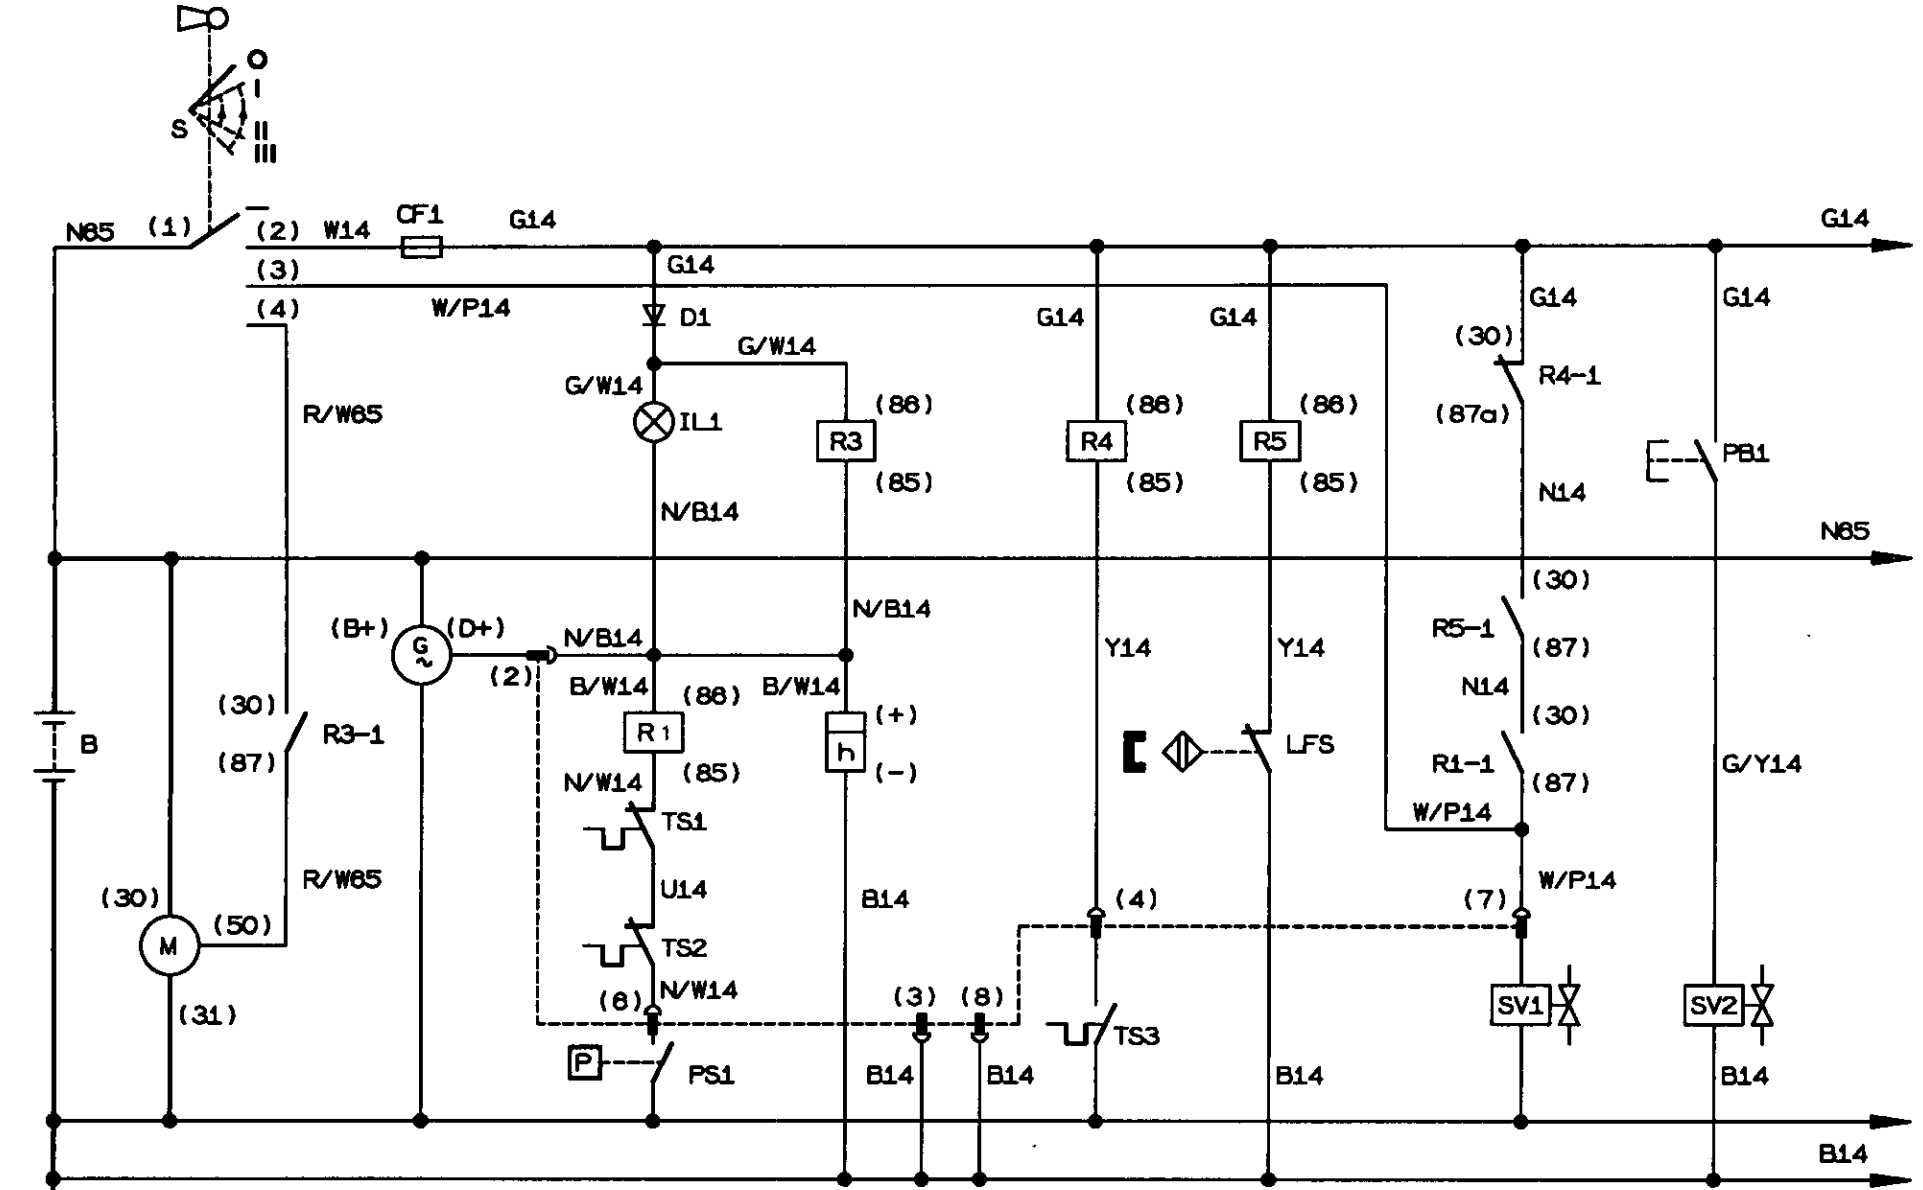 O
I
S
II
III
N65 (1) (2) W14 CF1 G14 G14
(3) G14
(4) W/P14 D1 G14 G14 G14 G14
(30)
G/W14
R4-1
G/W14
R/W65 IL1 (86) (86) (86) (87a)
R3 R4 R5 PB1
(85) (85) (85) N14
N/B14
N65
(30)
N/B14
(B+) G ~ (D+) N/B14 R5-1
Y14 Y14 (87)
(2) B/W14 (86) B/W14 N14
(30) (+) (30)
B R3-1 R1 LFS
h R1-1 G/Y14
(87) (85) (-) (87)
N/W14
TS1 W/P14
R/W65 U14 W/P14
(30) B14 (4) (7)
(50)
M TS2
N/W14
(6) (3) (8)
(31) SV1 SV2
TS3
P PS1 B14 B14 B14 B14
B14